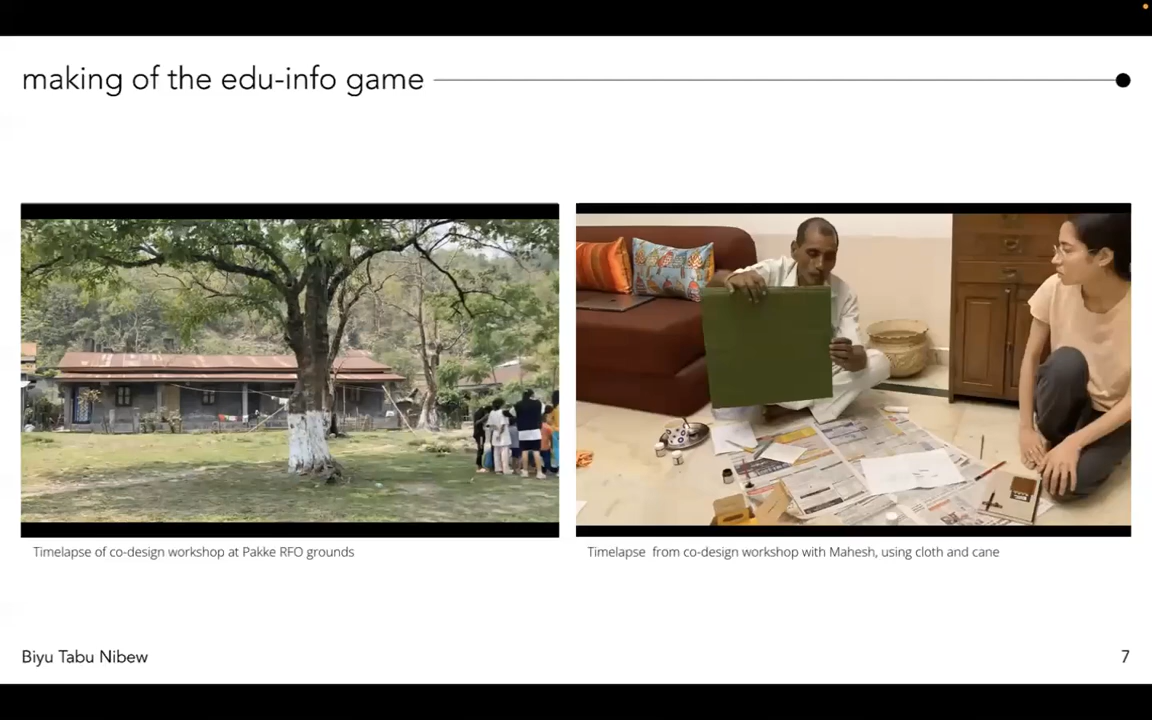 making of the edu-info game
Timelapse of co-design workshop at Pakke RFO grounds
Timelapse from co-design workshop with Mahesh, using cloth and cane
Biyu Tabu Nibew
7